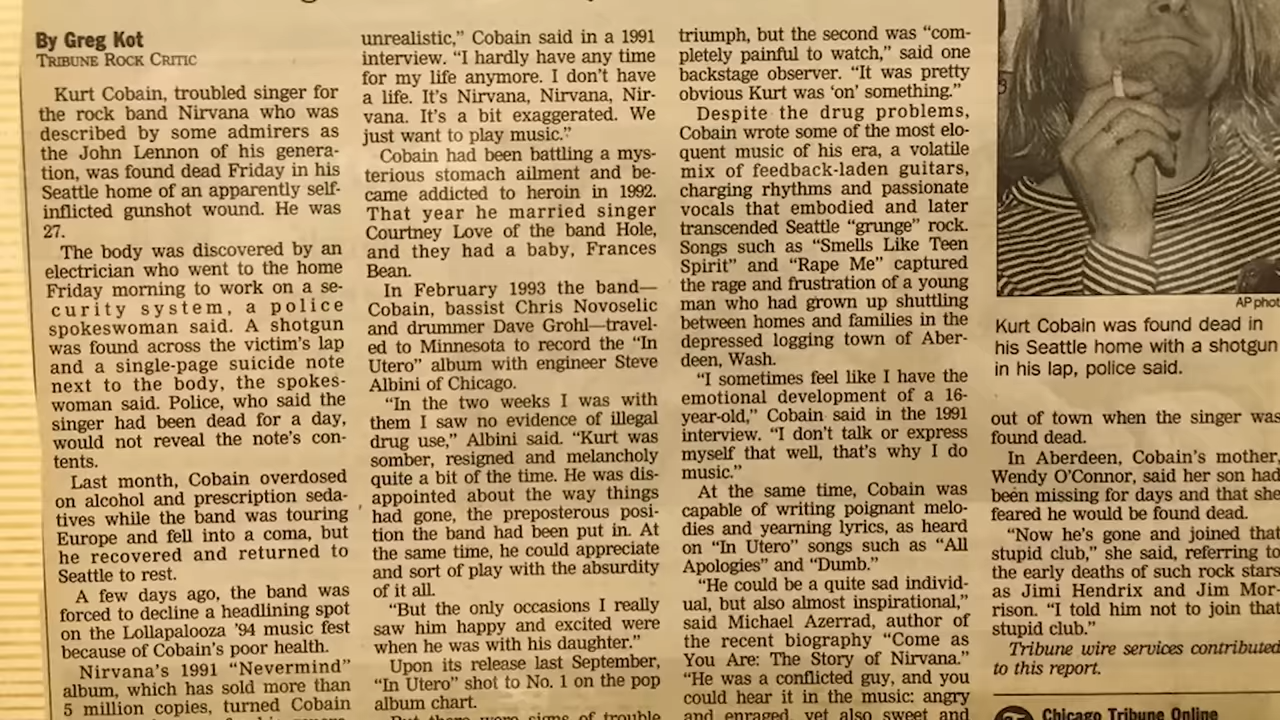 By Greg Kot
TRIBUNE ROCK CRITIC
Kurt Cobain, troubled singer for
the rock band Nirvana who was
described by some admirers as
the John Lennon of his genera-
tion, was found dead Friday in his
Seattle home of an apparently self-
inflicted gunshot wound. He was
27.
The body was discovered by an
electrician who went to the home
Friday morning to work on a se-
curity system, a police
spokeswoman said. A shotgun
was found across the victim's lap
and a single-page suicide note
next to the body, the spokes-
woman said. Police, who said the
singer had been dead for a day,
would not reveal the note's con-
tents.
Last month, Cobain overdosed
on alcohol and prescription seda-
tives while the band was touring
Europe and fell into a coma, but
he recovered and returned to
Seattle to rest.
A few days ago, the band was
forced to decline a headlining spot
on the Lollapalooza '94 music fest
because of Cobain's poor health.
Nirvana's 1991 “Nevermind”
album, which has sold more than
5 million copies, turned Cobain
unrealistic,” Cobain said in a 1991
interview. “I hardly have any time
for my life anymore. I don't have
a life. It's Nirvana, Nirvana, Nir-
vana. It's a bit exaggerated. We
just want to play music.”
Cobain had been battling a mys-
terious stomach ailment and be-
came addicted to heroin in 1992.
That year he married singer
Courtney Love of the band Hole,
and they had a baby, Frances
Bean.
In February 1993 the band—
Cobain, bassist Chris Novoselic
and drummer Dave Grohl—travel-
ed to Minnesota to record the “In
Utero” album with engineer Steve
Albini of Chicago.
“In the two weeks I was with
them I saw no evidence of illegal
drug use,” Albini said. “Kurt was
somber, resigned and melancholy
quite a bit of the time. He was dis-
appointed about the way things
had gone, the preposterous posi-
tion the band had been put in. At
the same time, he could appreciate
and sort of play with the absurdity
of it all.
“But the only occasions I really
saw him happy and excited were
when he was with his daughter.”
Upon its release last September,
“In Utero” shot to No. 1 on the pop
album chart.
But there were signs of trouble
triumph, but the second was “com-
pletely painful to watch,” said one
backstage observer. “It was pretty
obvious Kurt was 'on' something.”
Despite the drug problems,
Cobain wrote some of the most elo-
quent music of his era, a volatile
mix of feedback-laden guitars,
charging rhythms and passionate
vocals that embodied and later
transcended Seattle “grunge” rock.
Songs such as “Smells Like Teen
Spirit” and “Rape Me” captured
the rage and frustration of a young
man who had grown up shuttling
between homes and families in the
depressed logging town of Aber-
deen, Wash.
“I sometimes feel like I have the
emotional development of a 16-
year-old,” Cobain said in the 1991
interview. “I don't talk or express
myself that well, that's why I do
music.”
At the same time, Cobain was
capable of writing poignant melo-
dies and yearning lyrics, as heard
on “In Utero” songs such as “All
Apologies” and “Dumb.”
“He could be a quite sad individ-
ual, but also almost inspirational,”
said Michael Azerrad, author of
the recent biography “Come as
You Are: The Story of Nirvana.”
“He was a conflicted guy, and you
could hear it in the music: angry
and enraged, yet also sweet and
AP phot
Kurt Cobain was found dead in
his Seattle home with a shotgun
in his lap, police said.
out of town when the singer was
found dead.
In Aberdeen, Cobain's mother,
Wendy O'Connor, said her son had
been missing for days and that she
feared he would be found dead.
“Now he's gone and joined that
stupid club,” she said, referring to
the early deaths of such rock stars
as Jimi Hendrix and Jim Mor-
rison. “I told him not to join that
stupid club.”
Tribune wire services contributed
to this report.
Chicago Tribune Online